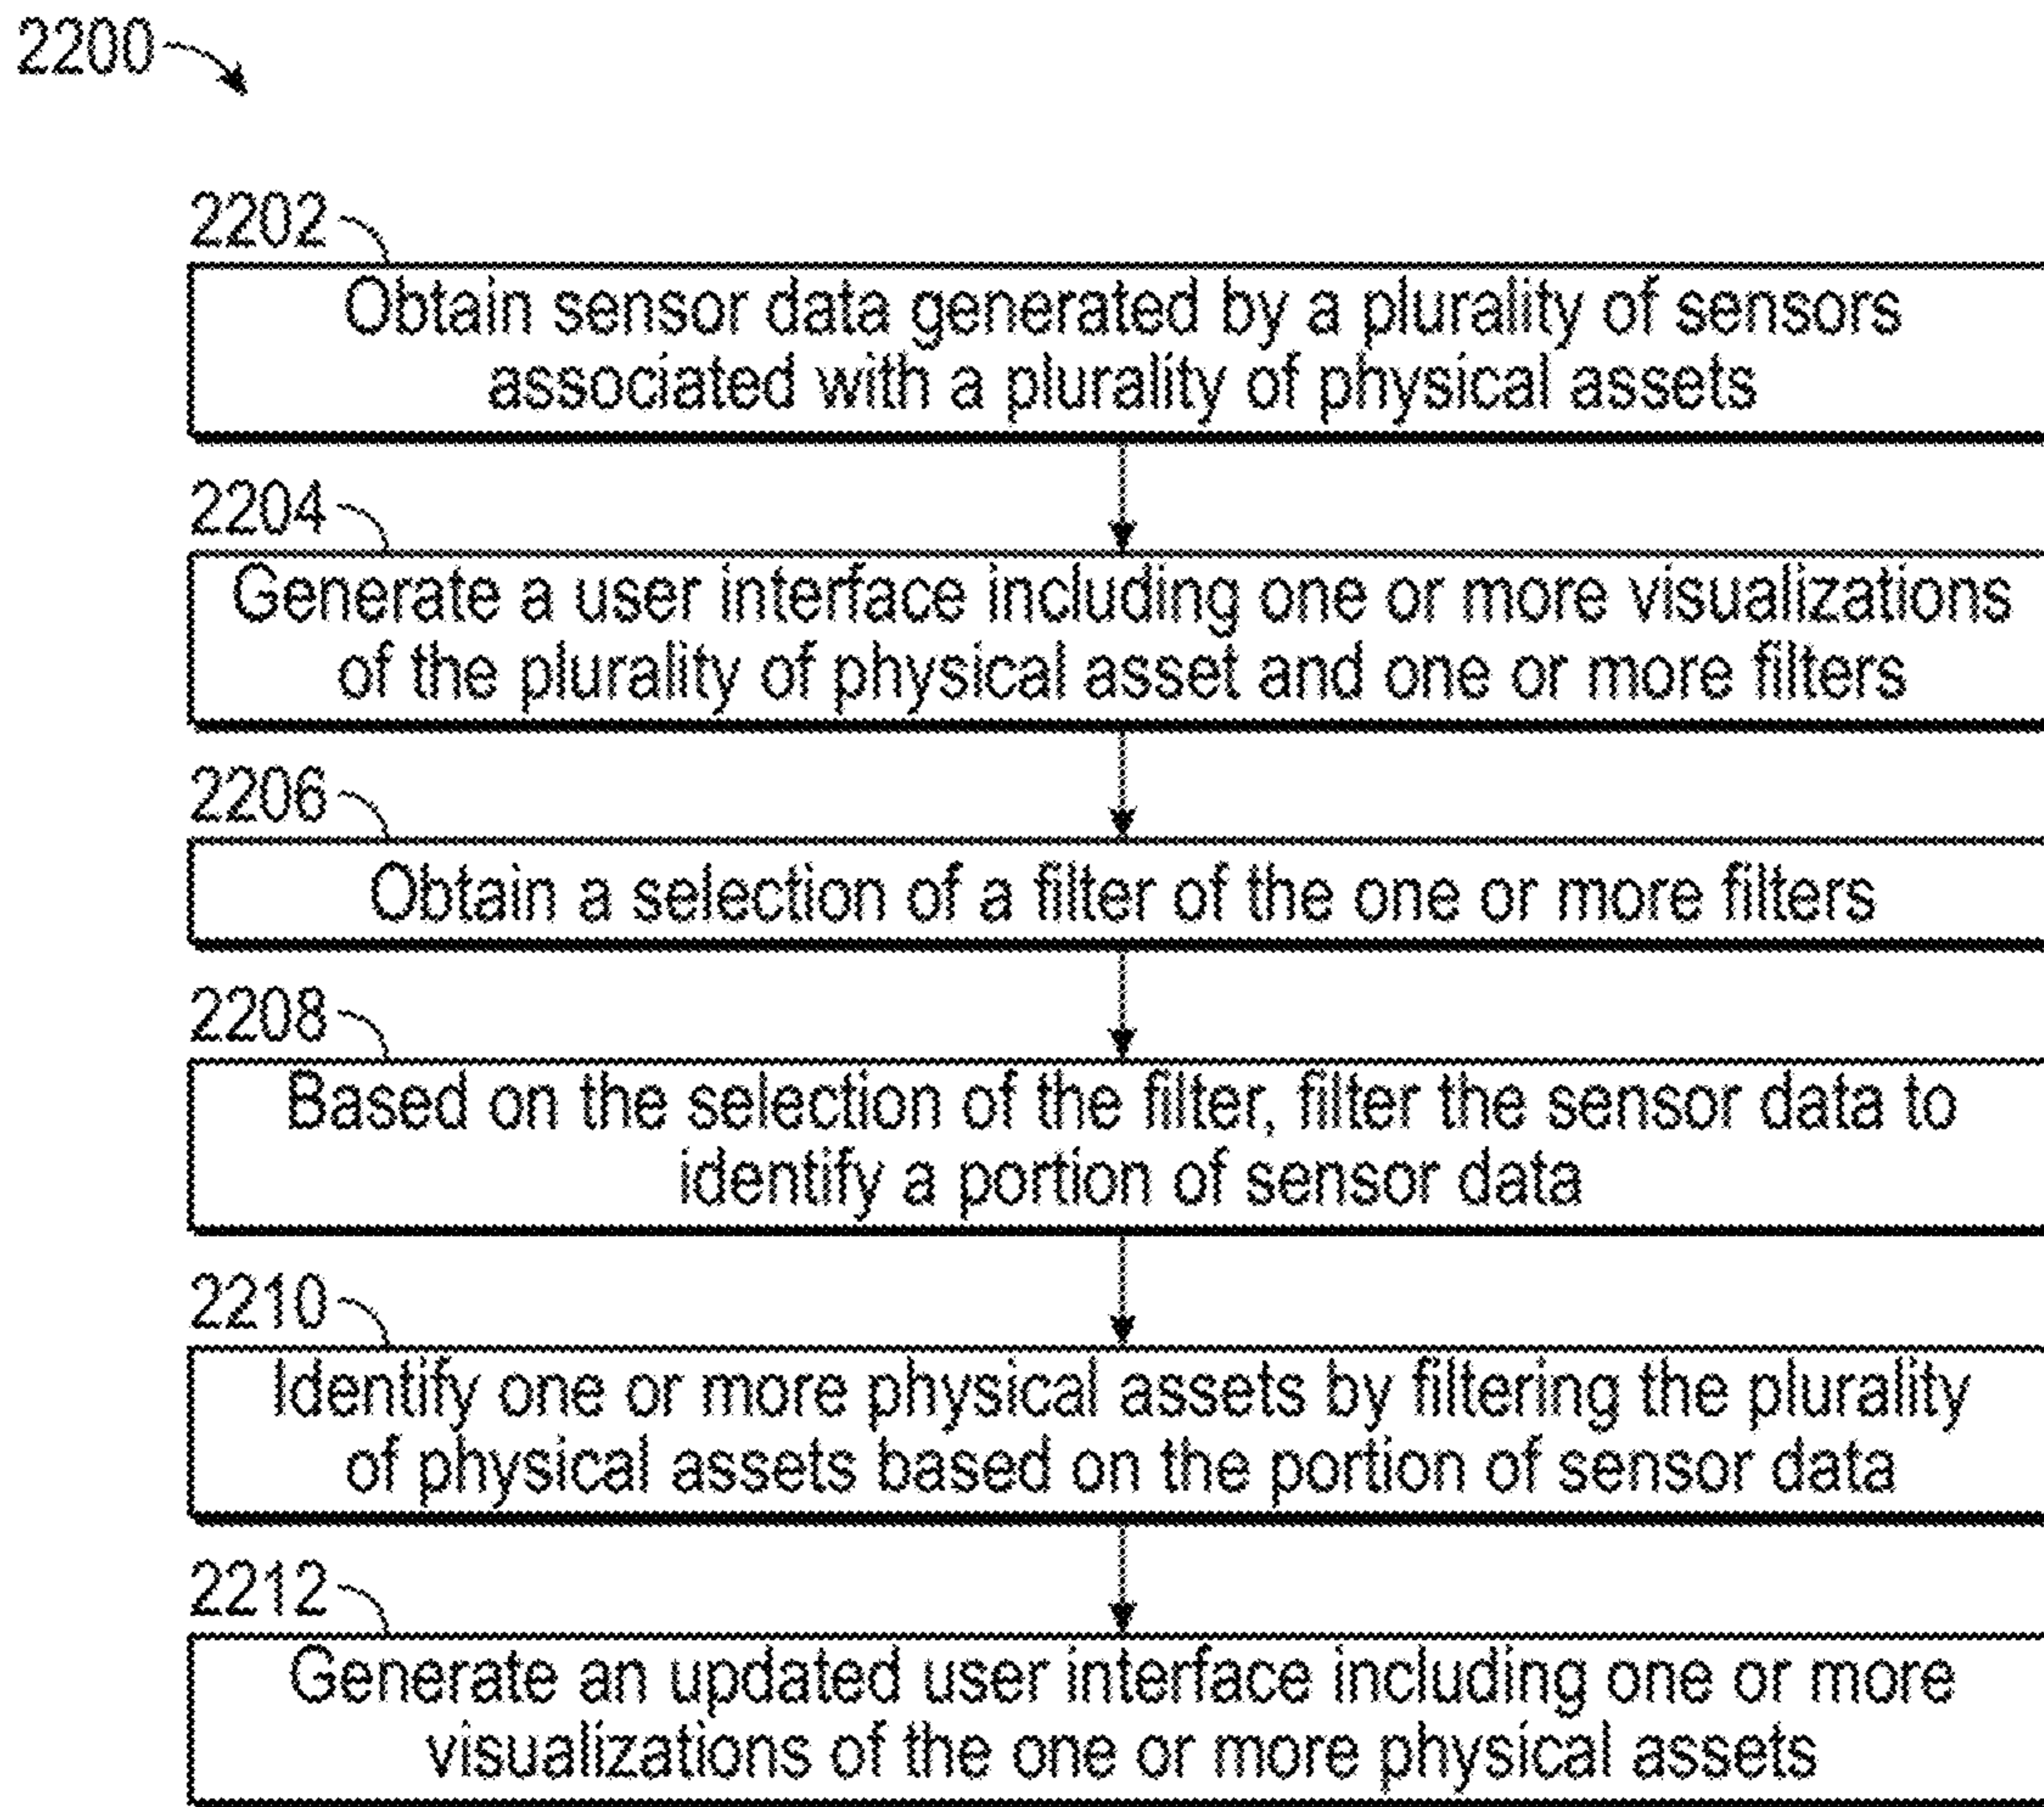 2200
2202
Obtain sensor data generated by a plurality of sensors
associated with a plurality of physical assets
2204
Generate a user interface including one or more visualizations
of the plurality of physical asset and one or more filters
2206
Obtain a selection of a filter of the one or more filters
2208
Based on the selection of the filter, filter the sensor data to
identify a portion of sensor data
2210
Identify one or more physical assets by filtering the plurality
of physical assets based on the portion of sensor data
2212
Generate an updated user interface including one or more
visualizations of the one or more physical assets